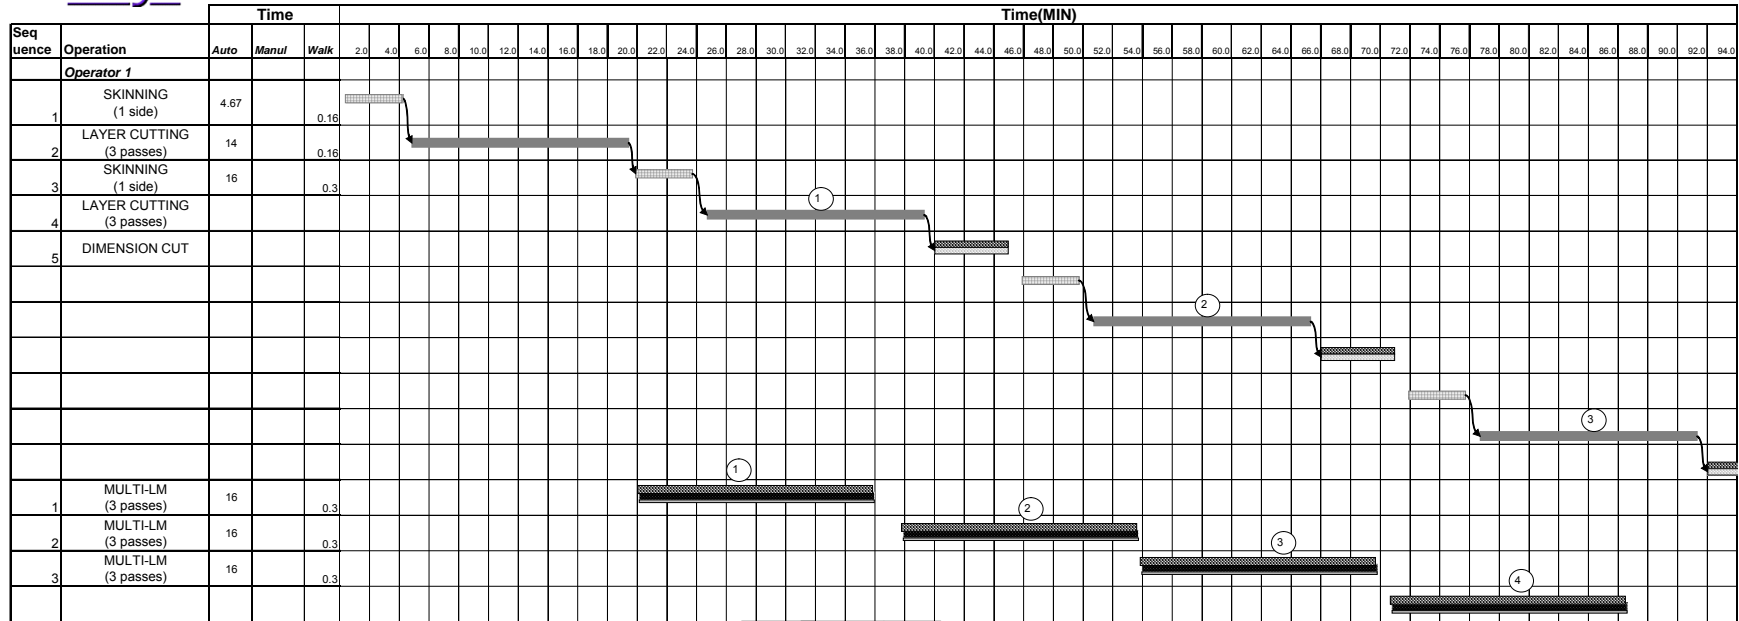 Time Time(MIN)
Seq
uence Operation Auto Manul Walk 2.0 4.0 6.0 8.0 10.0 12.0 14.0 16.0 18.0 20.0 22.0 24.0 26.0 28.0 30.0 32.0 34.0 36.0 38.0 40.0 42.0 44.0 46.0 48.0 50.0 52.0 54.0 56.0 58.0 60.0 62.0 64.0 66.0 68.0 70.0 72.0 74.0 76.0 78.0 80.0 82.0 84.0 86.0 88.0 90.0 92.0 94.0
Operator 1
SKINNING
(1 side)
1 4.67 0.16
LAYER CUTTING
(3 passes)
2 14 0.16
SKINNING
(1 side)
3 16 0.3
LAYER CUTTING
(3 passes)
4
1
5 DIMENSION CUT
2
3
1
MULTI-LM
(3 passes)
1 16 0.3
2
MULTI-LM
(3 passes)
2 16 0.3
3
MULTI-LM
(3 passes)
3 16 0.3
4